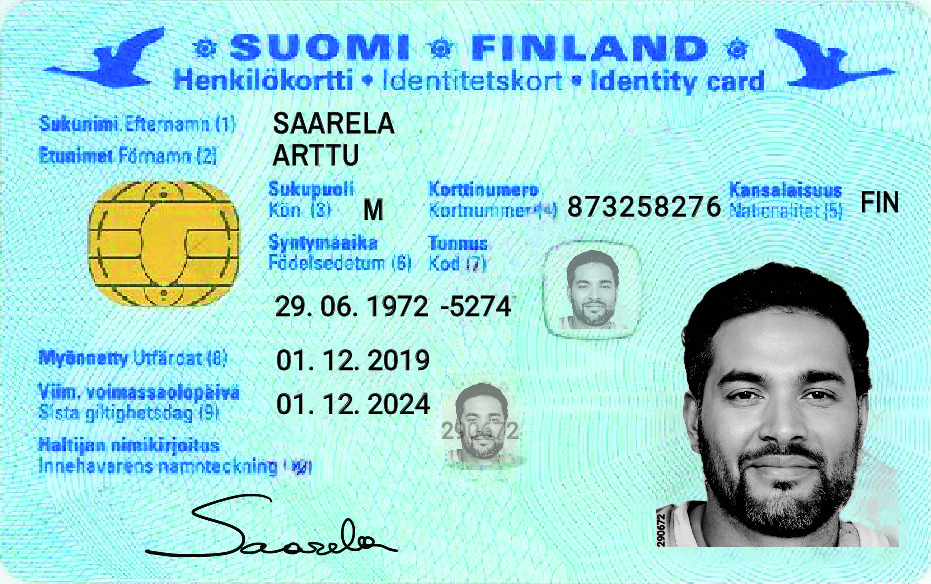 SUOMI FINLAND
Henkilökortti • Identitetskort • Identity card
Sukunimi Efternamn (1) SAARELA
Etunimet Förnamn (2) ARTTU
Sukupuoli Korttinumero Kansalaisuus
Kön (3) M Kortnummer (4) 873258276 Nationalitet (5) FIN
Syntymäaika Tunnus
Födelsedetum (6) Kod (7)
29. 06. 1972 -5274
Myönnetty Utfärdat (8) 01. 12. 2019
Viim. voimassaolopäivä
Sista giltighetsdag (9) 01. 12. 2024
290672
Haltijan nimikirjoitus
Innehavarens namnteckning
Saarela
290672